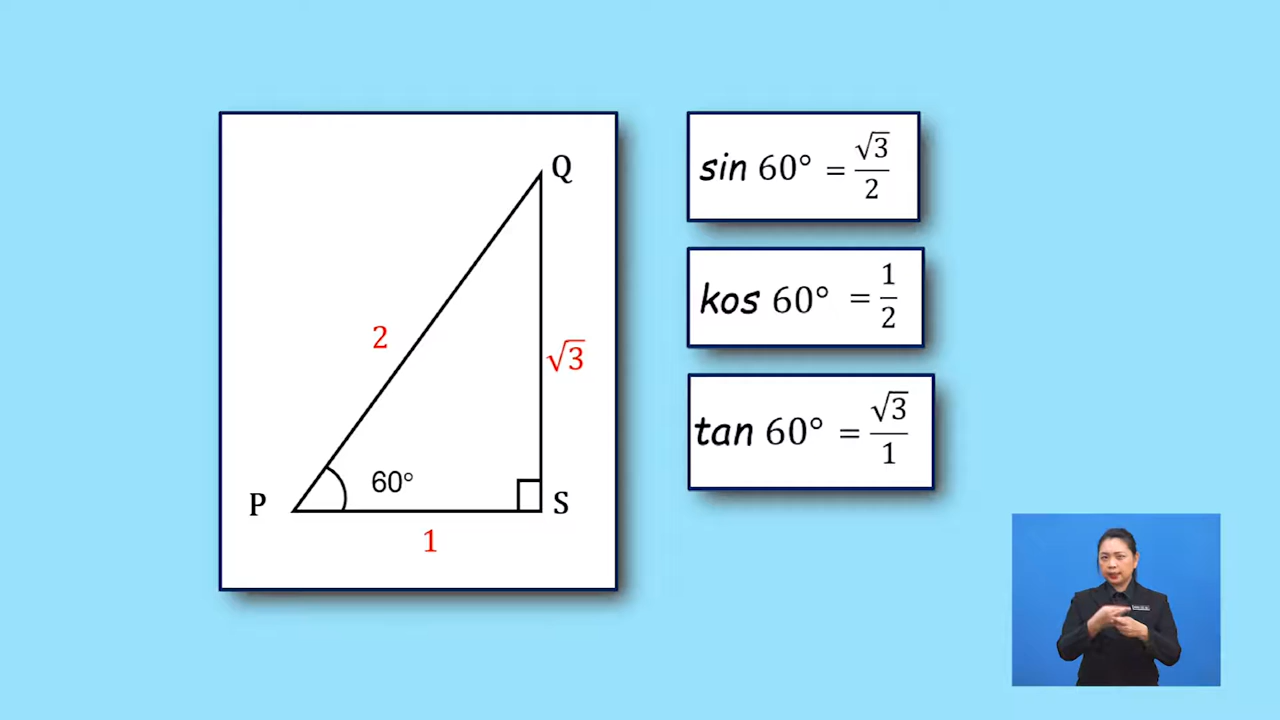 Q
2
√3
60°
P
S
1
sin 60° = √3/2
kos 60° = 1/2
tan 60° = √3/1